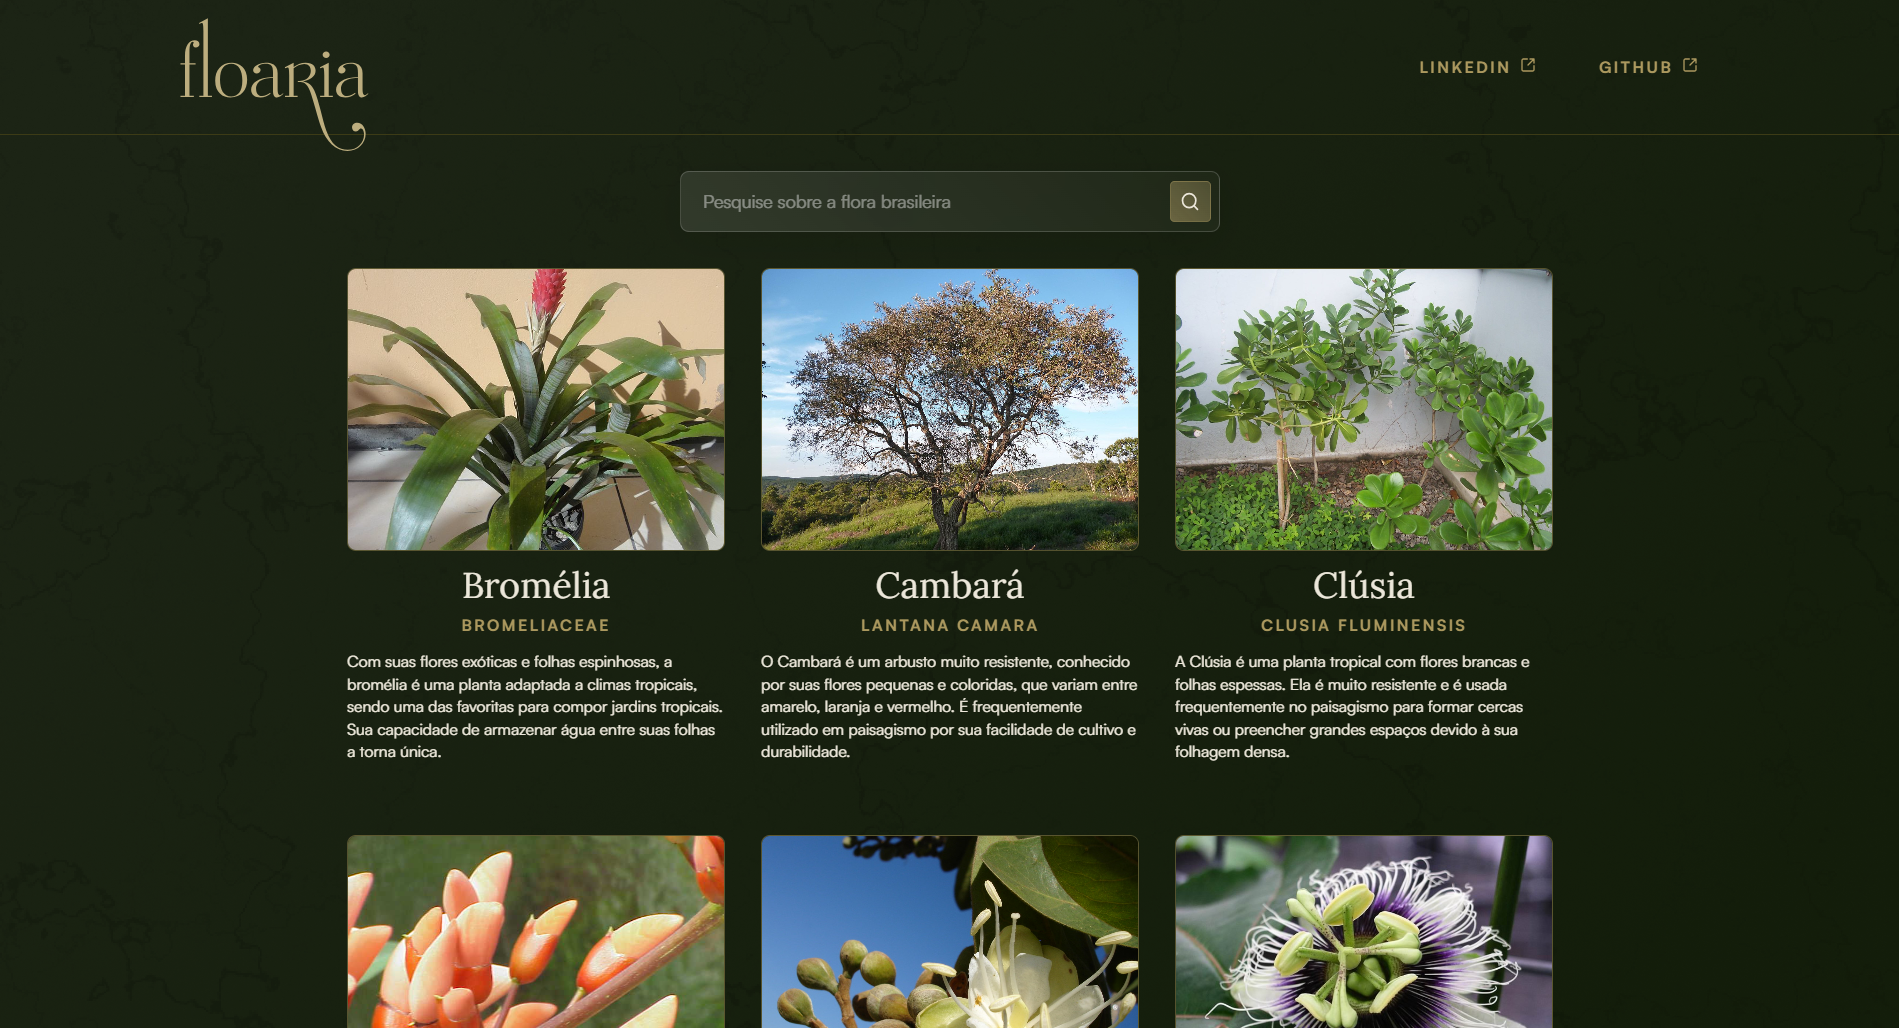 floaria
LINKEDIN
GITHUB
Pesquise sobre a flora brasileira
Bromélia
BROMELIACEAE
Com suas flores exóticas e folhas espinhosas, a
bromélia é uma planta adaptada a climas tropicais,
sendo uma das favoritas para compor jardins tropicais.
Sua capacidade de armazenar água entre suas folhas
a torna única.
Cambará
LANTANA CAMARA
O Cambará é um arbusto muito resistente, conhecido
por suas flores pequenas e coloridas, que variam entre
amarelo, laranja e vermelho. É frequentemente
utilizado em paisagismo por sua facilidade de cultivo e
durabilidade.
Clúsia
CLUSIA FLUMINENSIS
A Clúsia é uma planta tropical com flores brancas e
folhas espessas. Ela é muito resistente e é usada
frequentemente no paisagismo para formar cercas
vivas ou preencher grandes espaços devido à sua
folhagem densa.